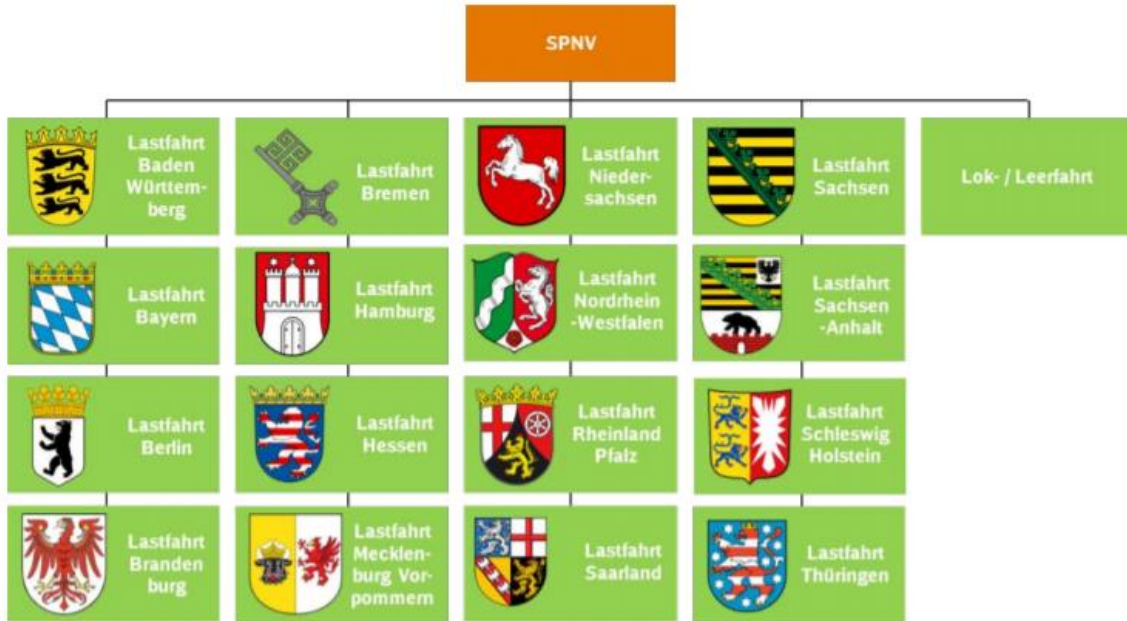 SPNV
Lastfahrt
Baden
Württem-
berg
Lastfahrt
Bremen
Lastfahrt
Nieder-
sachsen
Lastfahrt
Sachsen
Lok- / Leerfahrt
Lastfahrt
Bayern
Lastfahrt
Hamburg
Lastfahrt
Nordrhein
-Westfalen
Lastfahrt
Sachsen
-Anhalt
Lastfahrt
Berlin
Lastfahrt
Hessen
Lastfahrt
Rheinland
Pfalz
Lastfahrt
Schleswig
Holstein
Lastfahrt
Branden
burg
Lastfahrt
Mecklen-
burg Vor-
pommern
Lastfahrt
Saarland
Lastfahrt
Thüringen